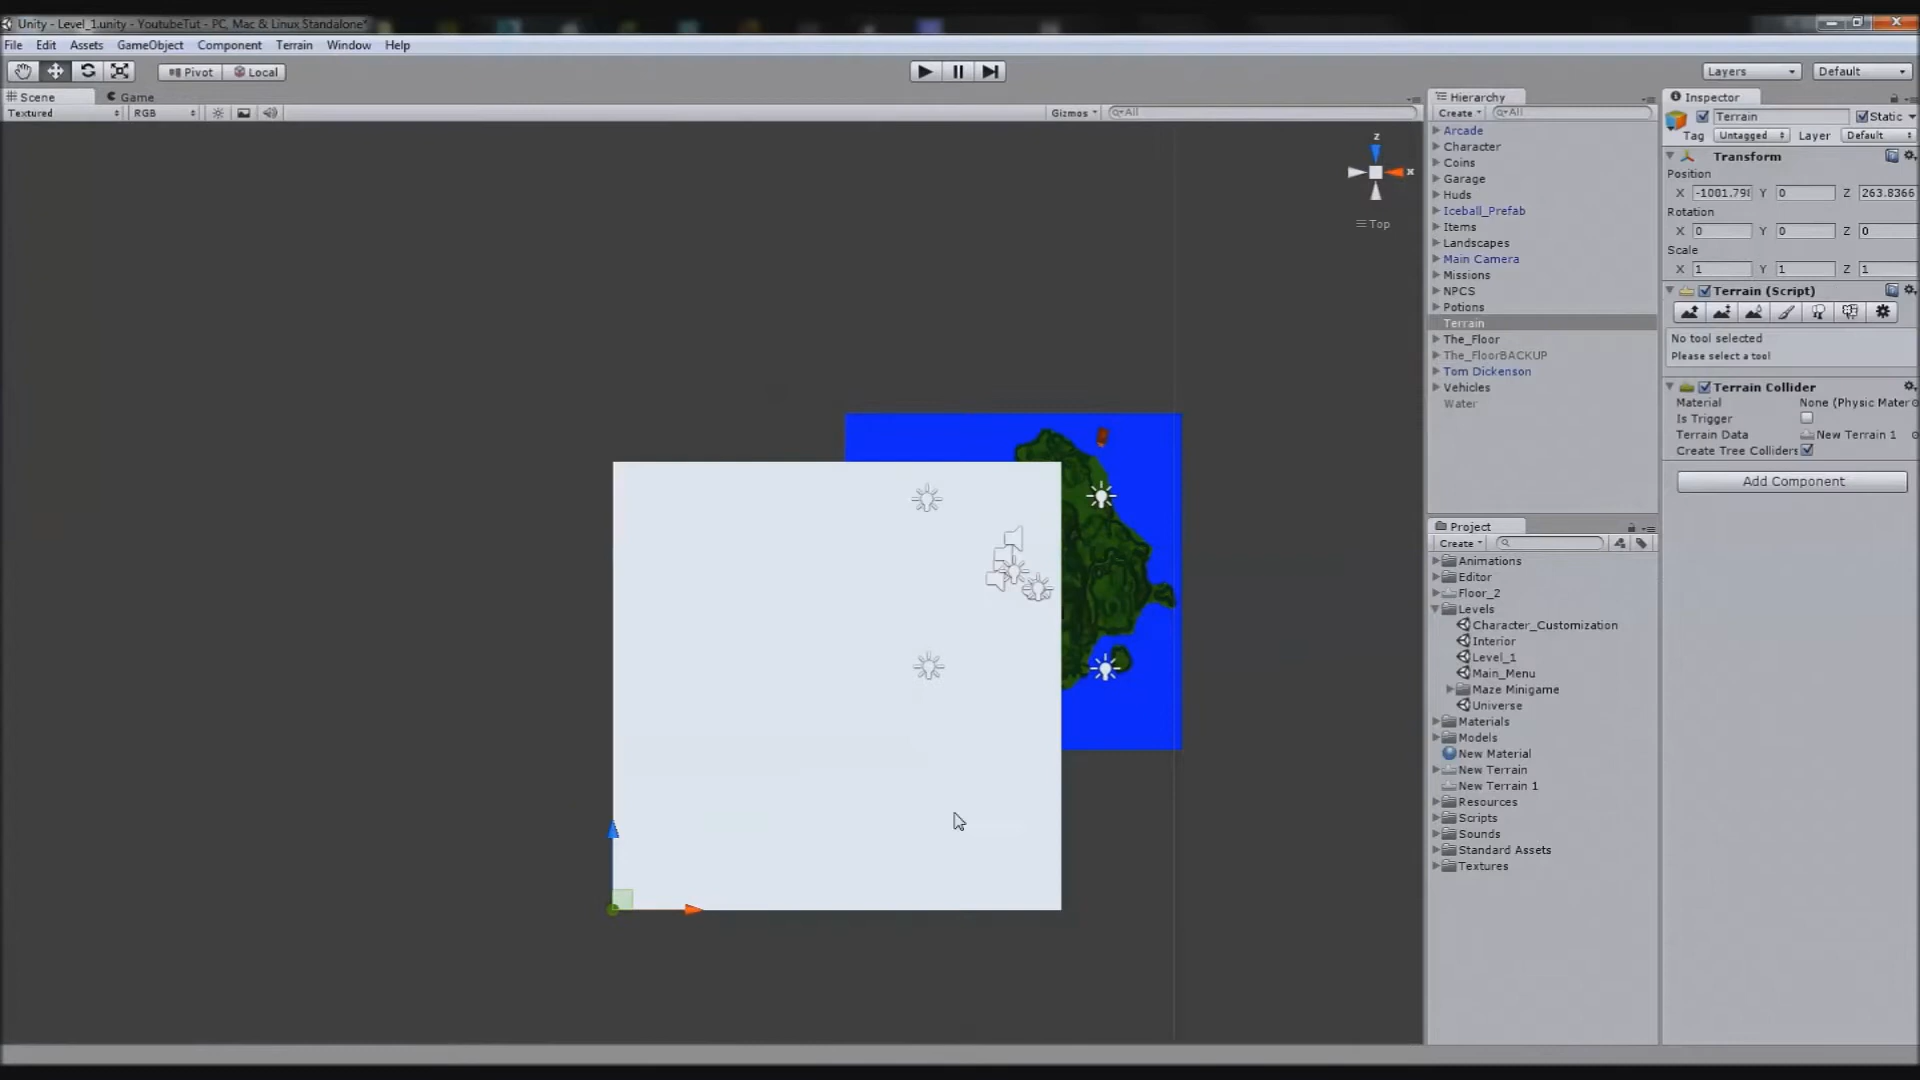 Unity - Level_1.unity - YoutubeTut - PC, Mac & Linux Standalone*
File Edit Assets GameObject Component Terrain Window Help
Pivot Local
Layers Default
Scene Game
Textured RGB
Gizmos All
z
x
Top
Hierarchy
Create All
Arcade
Character
Coins
Garage
Huds
Iceball_Prefab
Items
Landscapes
Main Camera
Missions
NPCS
Potions
Terrain
The_Floor
The_FloorBACKUP
Tom Dickenson
Vehicles
Water
Project
Create
Animations
Editor
Floor_2
Levels
Character_Customization
Interior
Level_1
Main_Menu
Maze Minigame
Universe
Materials
Models
New Material
New Terrain
New Terrain 1
Resources
Scripts
Sounds
Standard Assets
Textures
Inspector
Terrain Static
Tag Untagged Layer Default
Transform
Position
X -1001.798 Y 0 Z 263.8366
Rotation
X 0 Y 0 Z 0
Scale
X 1 Y 1 Z 1
Terrain (Script)
No tool selected
Please select a tool
Terrain Collider
Material None (Physic Mater
Is Trigger
Terrain Data New Terrain 1
Create Tree Colliders
Add Component